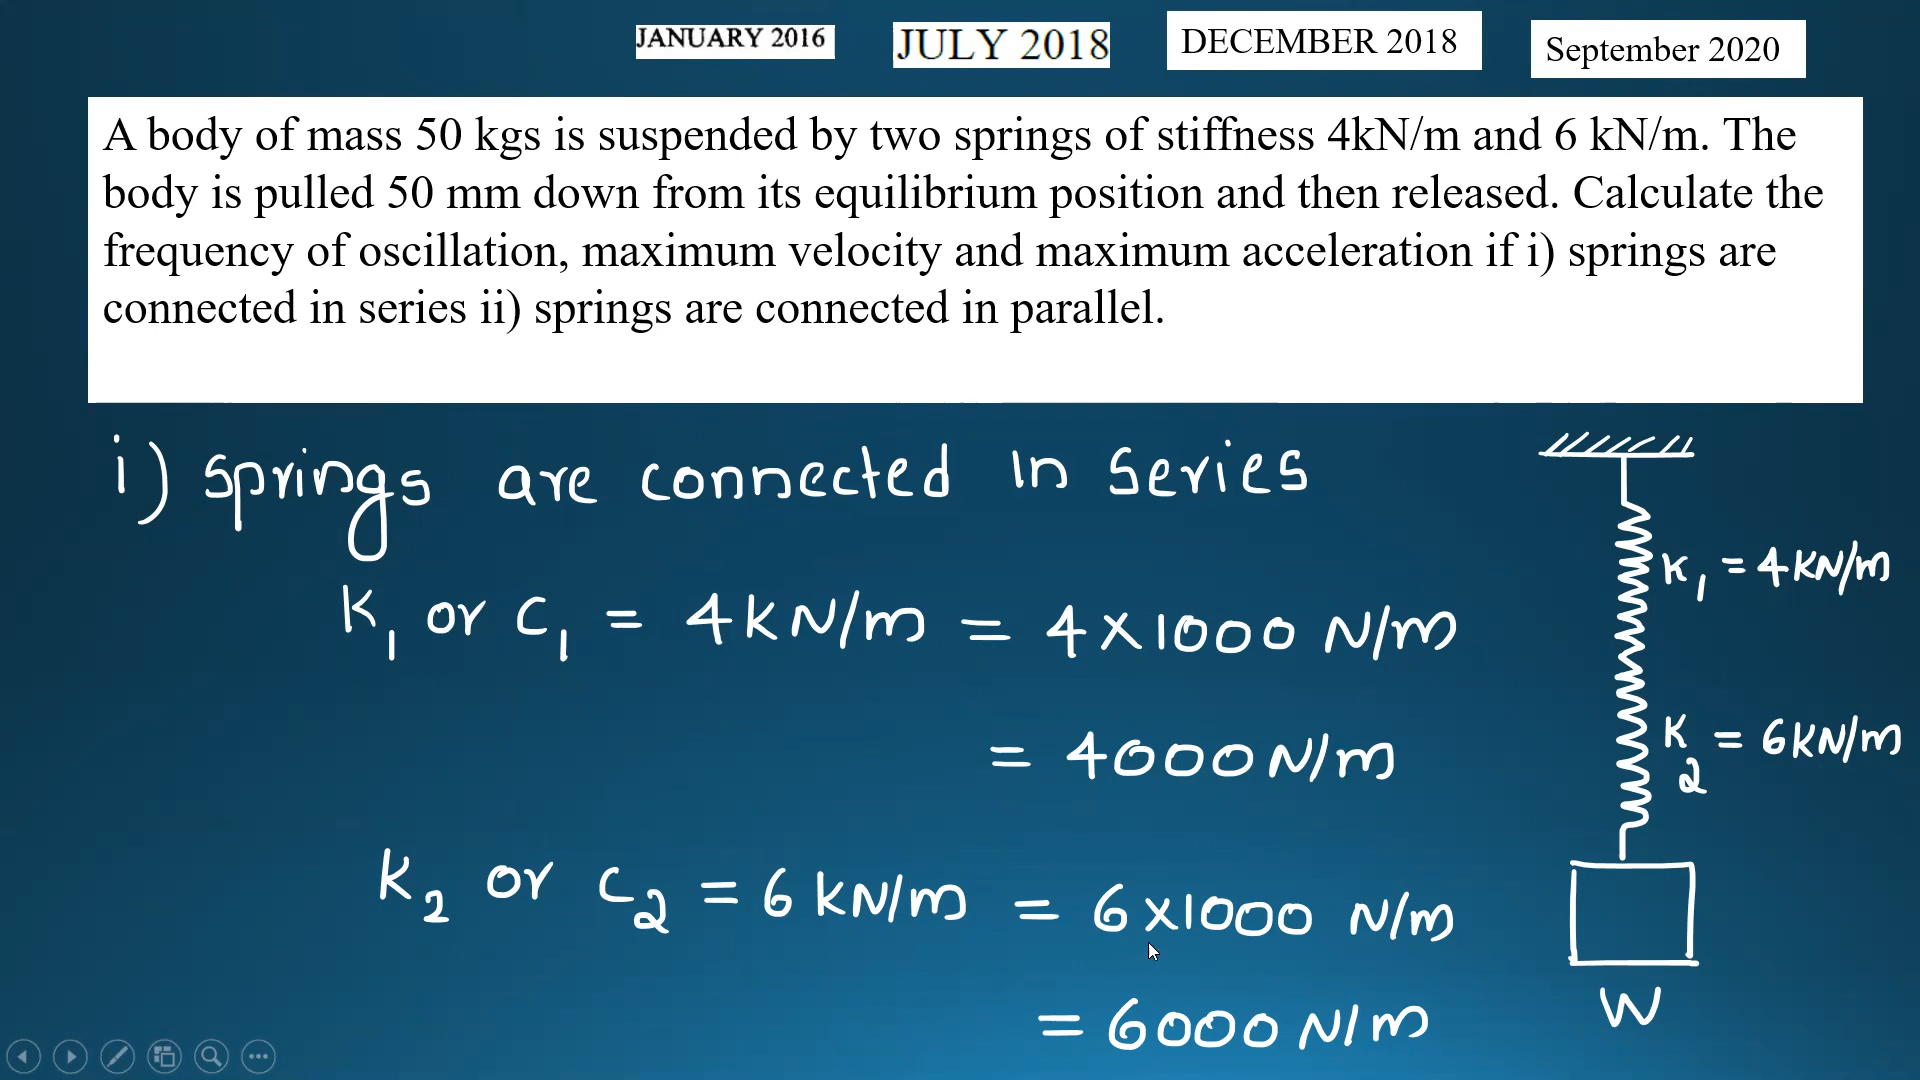 JANUARY 2016
JULY 2018
DECEMBER 2018
September 2020
A body of mass 50 kgs is suspended by two springs of stiffness 4kN/m and 6 kN/m. The
body is pulled 50 mm down from its equilibrium position and then released. Calculate the
frequency of oscillation, maximum velocity and maximum acceleration if i) springs are
connected in series ii) springs are connected in parallel.
i) springs are connected in series
K₁ or C₁ = 4kN/m = 4×1000 N/m
= 4000 N/m
K₂ or C₂ = 6 kN/m = 6×1000 N/m
= 6000 N/m
K₁ = 4kN/m
K₂ = 6kN/m
W